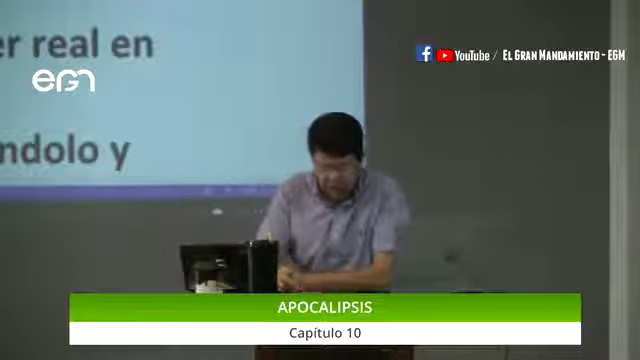 er real en
ndolo y
EGM
YouTube / EL GRAN MANDAMIENTO - EGM
APOCALIPSIS
Capítulo 10